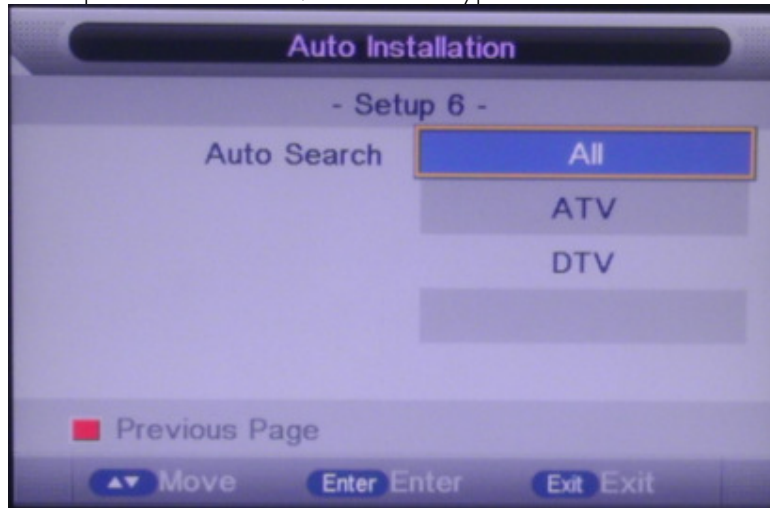 Auto Installation
- Setup 6 -
Auto Search All
ATV
DTV
Previous Page
Move Enter Enter Exit Exit